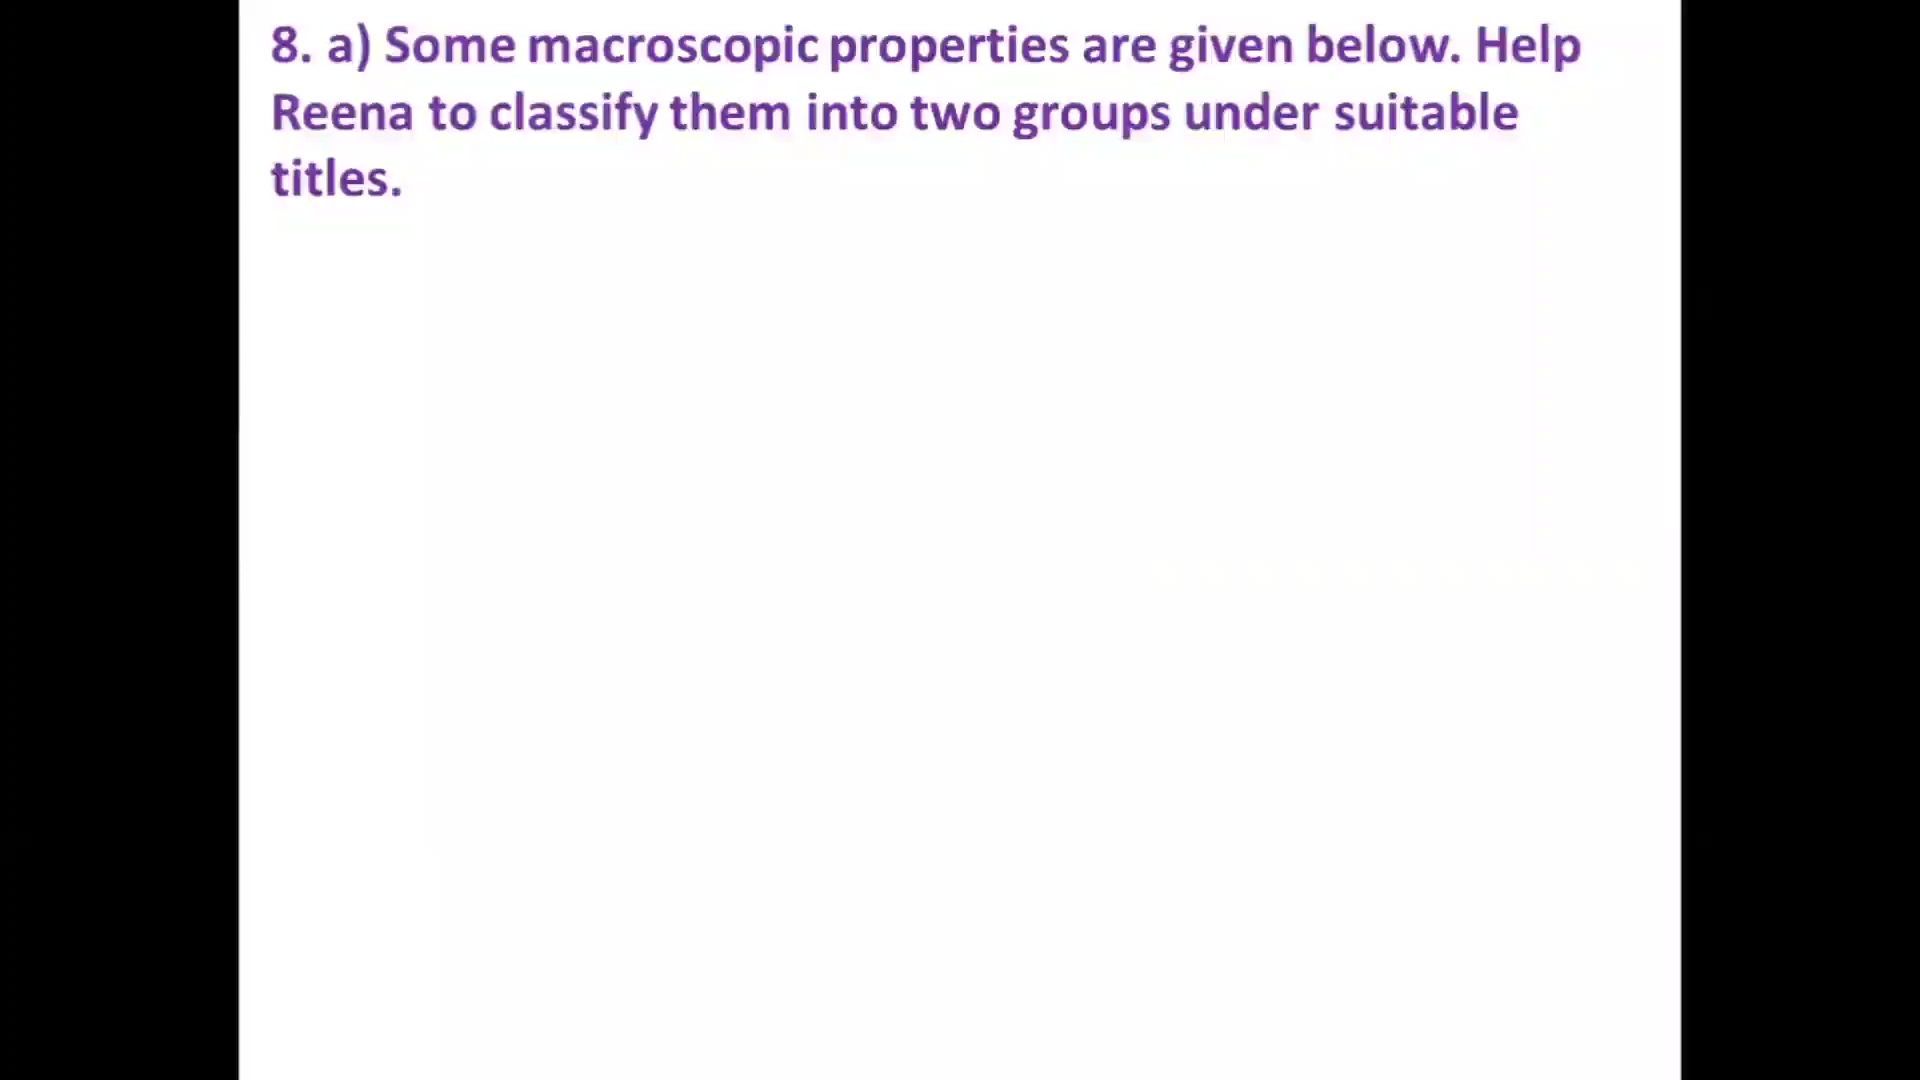 8. a) Some macroscopic properties are given below. Help
Reena to classify them into two groups under suitable
titles.